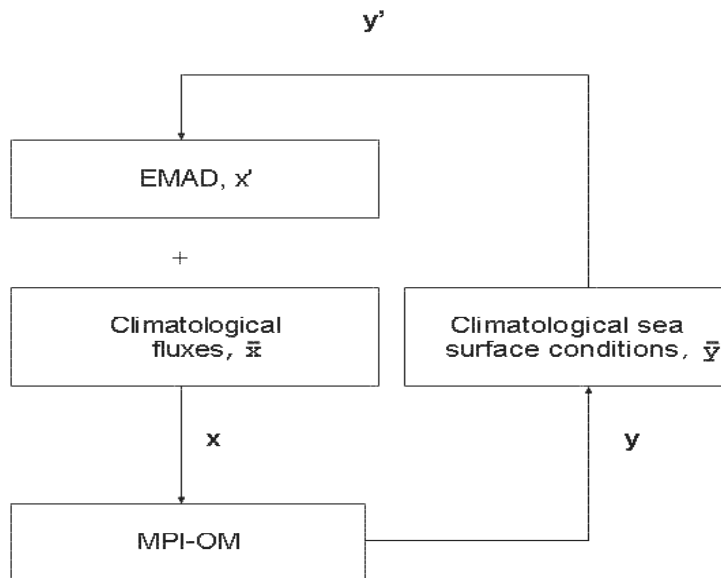 y'
EMAD, x'
+
Climatological
fluxes, x̄
Climatological sea
surface conditions, ȳ
x
y
MPI-OM